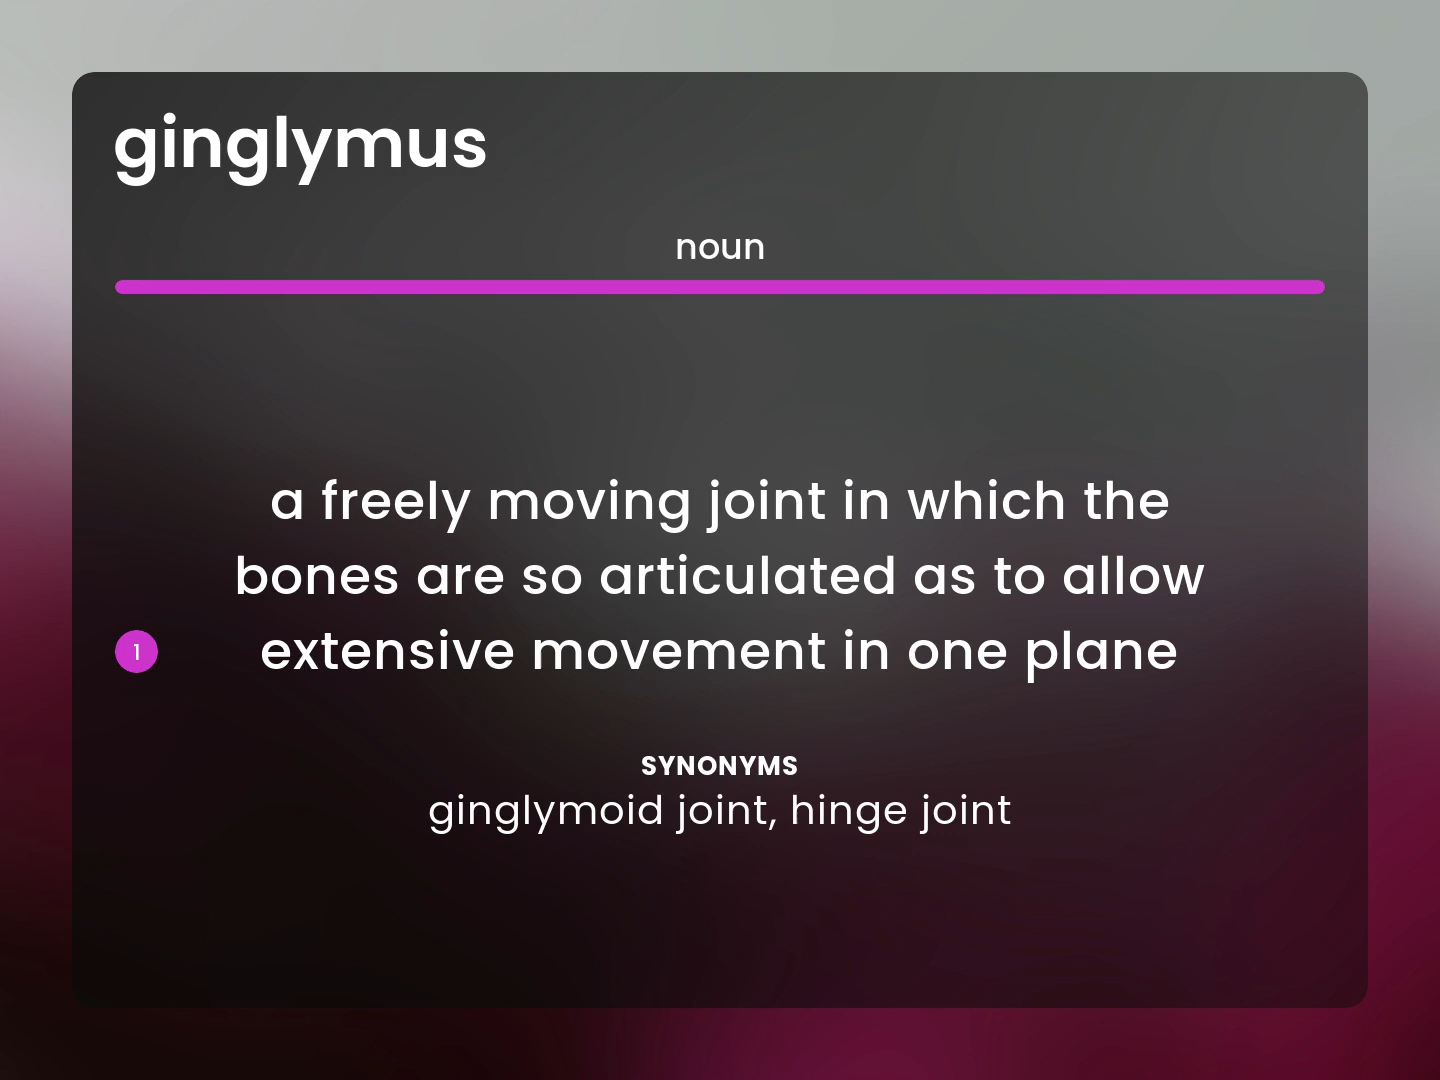 ginglymus
noun
a freely moving joint in which the
bones are so articulated as to allow
1 extensive movement in one plane
SYNONYMS
ginglymoid joint, hinge joint